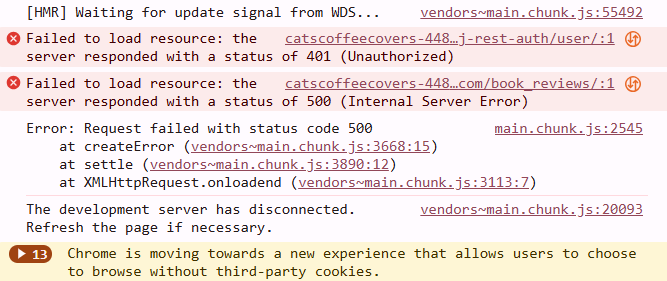 [HMR] Waiting for update signal from WDS... vendors~main.chunk.js:55492
Failed to load resource: the catscoffeecovers-448…j-rest-auth/user/:1
server responded with a status of 401 (Unauthorized)
Failed to load resource: the catscoffeecovers-448…com/book_reviews/:1
server responded with a status of 500 (Internal Server Error)
Error: Request failed with status code 500 main.chunk.js:2545
at createError (vendors~main.chunk.js:3668:15)
at settle (vendors~main.chunk.js:3890:12)
at XMLHttpRequest.onloadend (vendors~main.chunk.js:3113:7)
The development server has disconnected. vendors~main.chunk.js:20093
Refresh the page if necessary.
13 Chrome is moving towards a new experience that allows users to choose
to browse without third-party cookies.